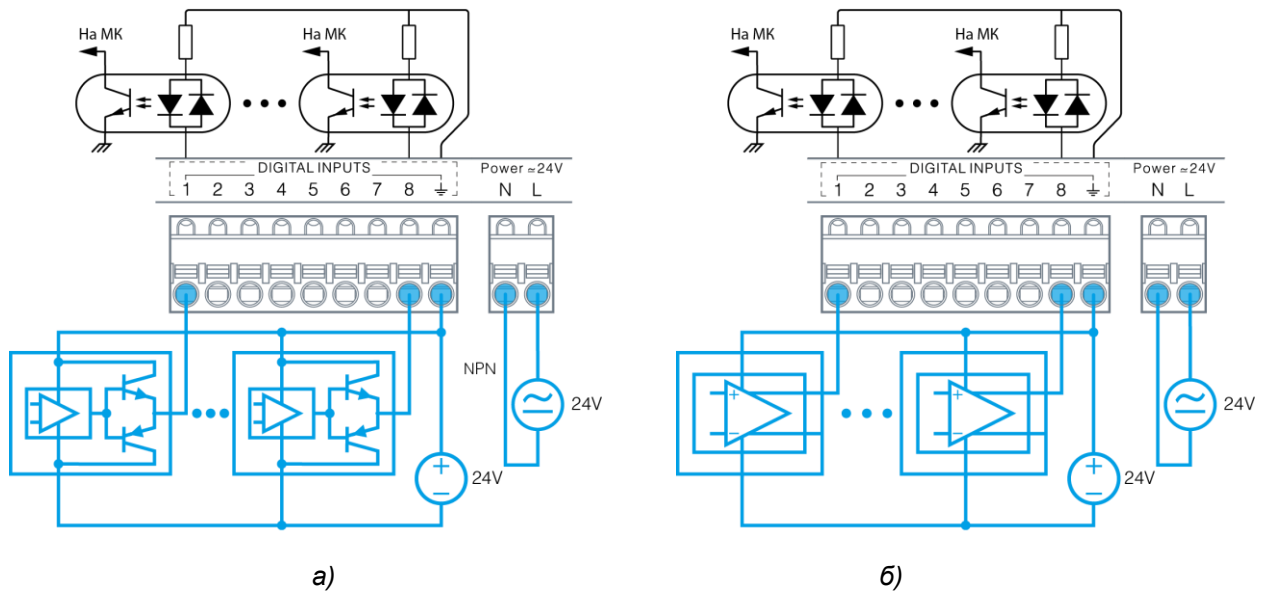 На МК
На МК
DIGITAL INPUTS
Power ≃24V
1 2 3 4 5 6 7 8 ⏚
N L
NPN
24V
+
−
24V
а)
На МК
На МК
DIGITAL INPUTS
Power ≃24V
1 2 3 4 5 6 7 8 ⏚
N L
+
−
+
−
24V
+
−
24V
б)